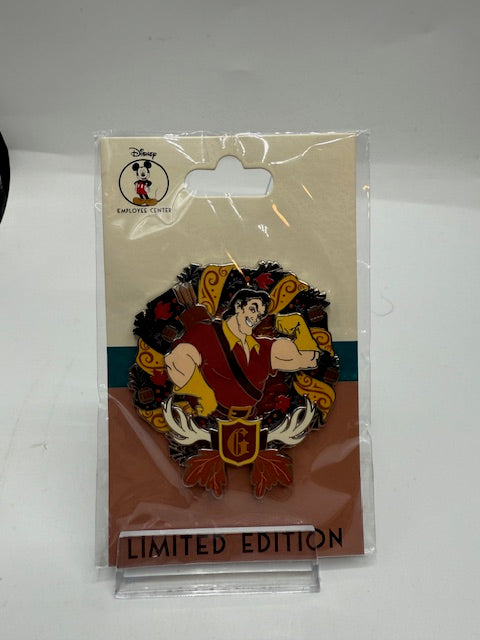 Disney
EMPLOYEE CENTER
G
LIMITED EDITION